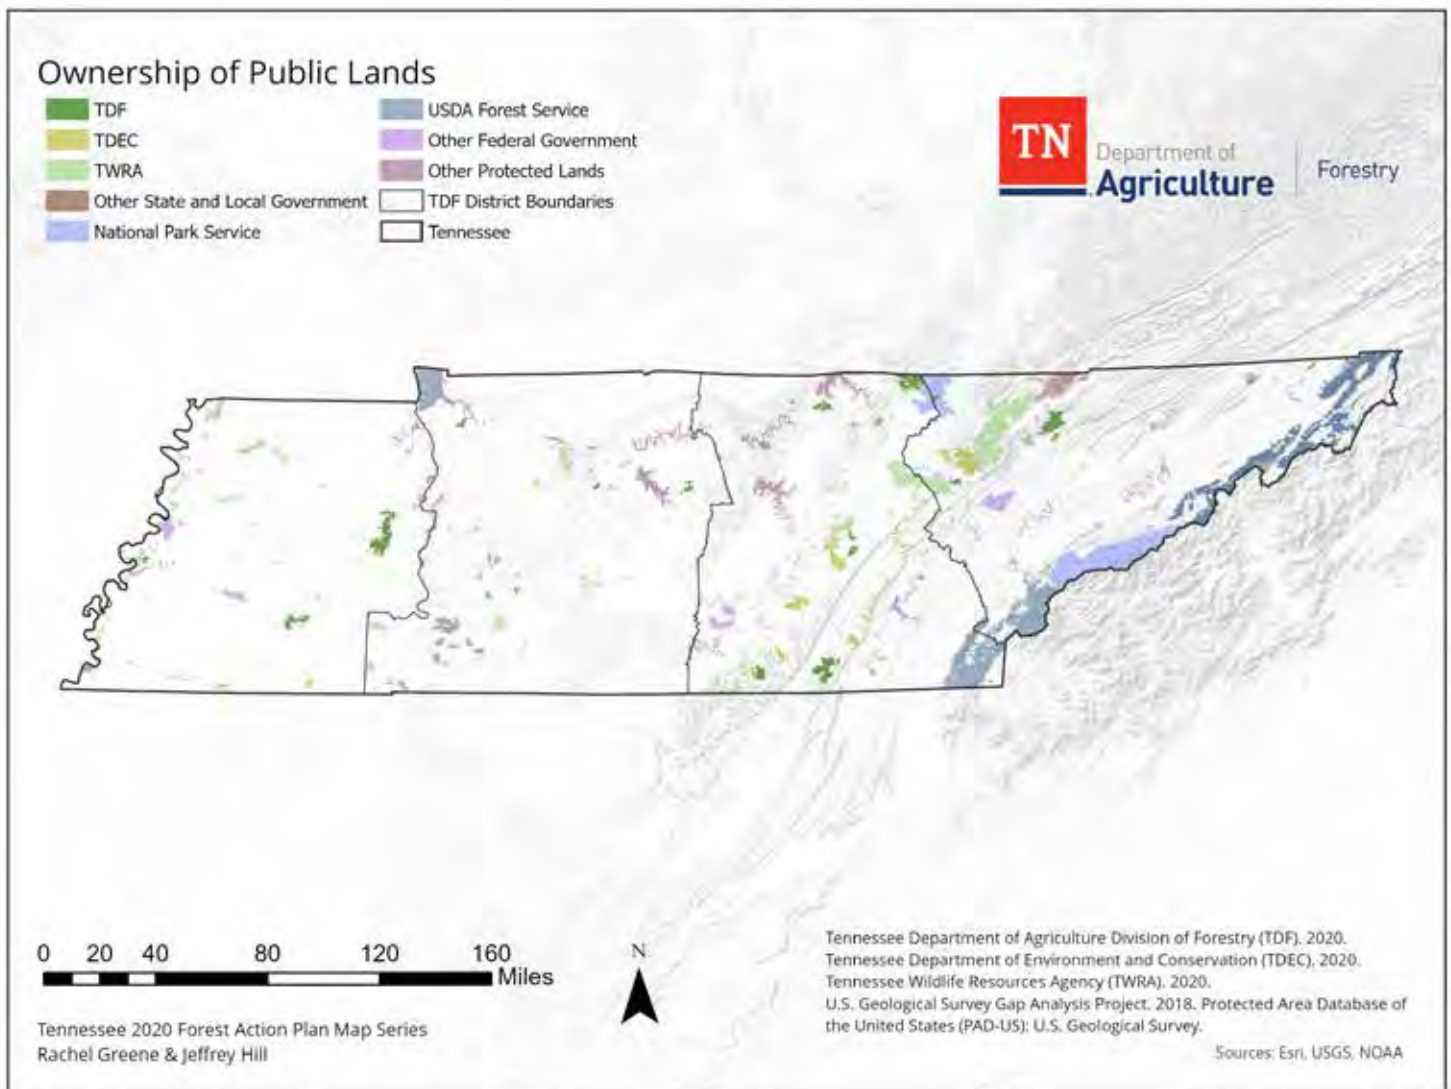 Ownership of Public Lands
TDF
TDEC
TWRA
Other State and Local Government
National Park Service
USDA Forest Service
Other Federal Government
Other Protected Lands
TDF District Boundaries
Tennessee
TN
Department of
Agriculture
Forestry
0 20 40 80 120 160
Miles
N
Tennessee 2020 Forest Action Plan Map Series
Rachel Greene & Jeffrey Hill
Tennessee Department of Agriculture Division of Forestry (TDF). 2020.
Tennessee Department of Environment and Conservation (TDEC). 2020.
Tennessee Wildlife Resources Agency (TWRA). 2020.
U.S. Geological Survey Gap Analysis Project. 2018. Protected Area Database of
the United States (PAD-US): U.S. Geological Survey.
Sources: Esri, USGS, NOAA